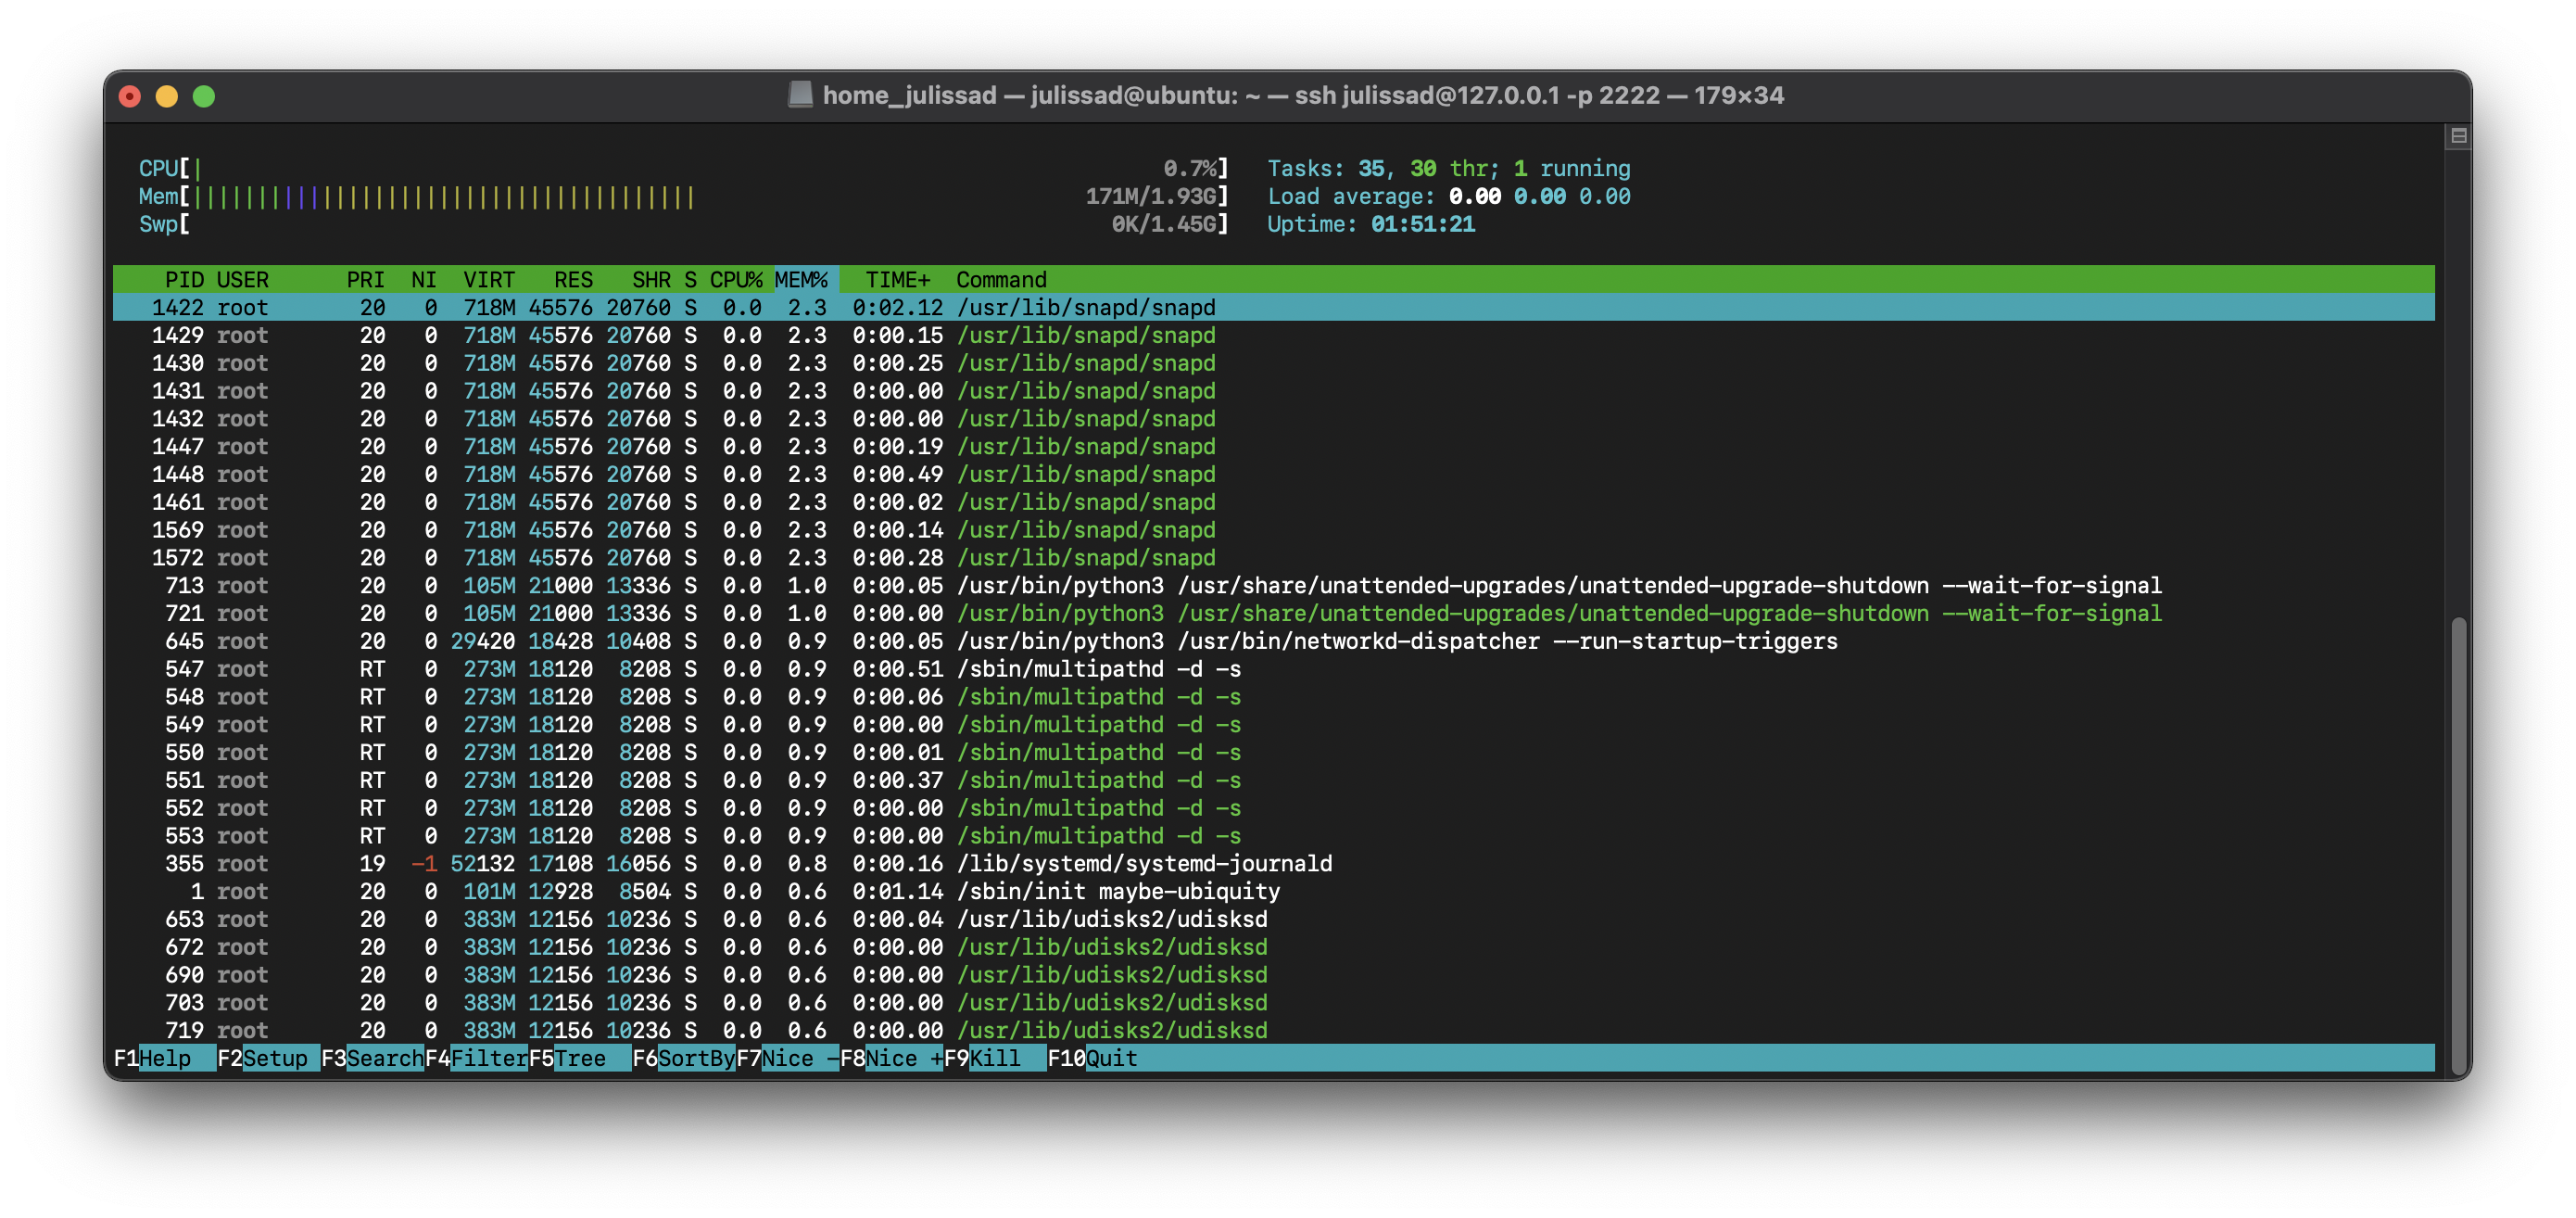 home_julissad — julissad@ubuntu: ~ — ssh julissad@127.0.0.1 -p 2222 — 179×34
CPU[| 0.7%] Tasks: 35, 30 thr; 1 running
Mem[||||||||||||||||||||||||||||||||||||||| 171M/1.93G] Load average: 0.00 0.00 0.00
Swp[ 0K/1.45G] Uptime: 01:51:21
PID USER PRI NI VIRT RES SHR S CPU% MEM% TIME+ Command
1422 root 20 0 718M 45576 20760 S 0.0 2.3 0:02.12 /usr/lib/snapd/snapd
1429 root 20 0 718M 45576 20760 S 0.0 2.3 0:00.15 /usr/lib/snapd/snapd
1430 root 20 0 718M 45576 20760 S 0.0 2.3 0:00.25 /usr/lib/snapd/snapd
1431 root 20 0 718M 45576 20760 S 0.0 2.3 0:00.00 /usr/lib/snapd/snapd
1432 root 20 0 718M 45576 20760 S 0.0 2.3 0:00.00 /usr/lib/snapd/snapd
1447 root 20 0 718M 45576 20760 S 0.0 2.3 0:00.19 /usr/lib/snapd/snapd
1448 root 20 0 718M 45576 20760 S 0.0 2.3 0:00.49 /usr/lib/snapd/snapd
1461 root 20 0 718M 45576 20760 S 0.0 2.3 0:00.02 /usr/lib/snapd/snapd
1569 root 20 0 718M 45576 20760 S 0.0 2.3 0:00.14 /usr/lib/snapd/snapd
1572 root 20 0 718M 45576 20760 S 0.0 2.3 0:00.28 /usr/lib/snapd/snapd
713 root 20 0 105M 21000 13336 S 0.0 1.0 0:00.05 /usr/bin/python3 /usr/share/unattended-upgrades/unattended-upgrade-shutdown --wait-for-signal
721 root 20 0 105M 21000 13336 S 0.0 1.0 0:00.00 /usr/bin/python3 /usr/share/unattended-upgrades/unattended-upgrade-shutdown --wait-for-signal
645 root 20 0 29420 18428 10408 S 0.0 0.9 0:00.05 /usr/bin/python3 /usr/bin/networkd-dispatcher --run-startup-triggers
547 root RT 0 273M 18120 8208 S 0.0 0.9 0:00.51 /sbin/multipathd -d -s
548 root RT 0 273M 18120 8208 S 0.0 0.9 0:00.06 /sbin/multipathd -d -s
549 root RT 0 273M 18120 8208 S 0.0 0.9 0:00.00 /sbin/multipathd -d -s
550 root RT 0 273M 18120 8208 S 0.0 0.9 0:00.01 /sbin/multipathd -d -s
551 root RT 0 273M 18120 8208 S 0.0 0.9 0:00.37 /sbin/multipathd -d -s
552 root RT 0 273M 18120 8208 S 0.0 0.9 0:00.00 /sbin/multipathd -d -s
553 root RT 0 273M 18120 8208 S 0.0 0.9 0:00.00 /sbin/multipathd -d -s
355 root 19 -1 52132 17108 16056 S 0.0 0.8 0:00.16 /lib/systemd/systemd-journald
1 root 20 0 101M 12928 8504 S 0.0 0.6 0:01.14 /sbin/init maybe-ubiquity
653 root 20 0 383M 12156 10236 S 0.0 0.6 0:00.04 /usr/lib/udisks2/udisksd
672 root 20 0 383M 12156 10236 S 0.0 0.6 0:00.00 /usr/lib/udisks2/udisksd
690 root 20 0 383M 12156 10236 S 0.0 0.6 0:00.00 /usr/lib/udisks2/udisksd
703 root 20 0 383M 12156 10236 S 0.0 0.6 0:00.00 /usr/lib/udisks2/udisksd
719 root 20 0 383M 12156 10236 S 0.0 0.6 0:00.00 /usr/lib/udisks2/udisksd
F1Help F2Setup F3SearchF4FilterF5Tree F6SortByF7Nice -F8Nice +F9Kill F10Quit